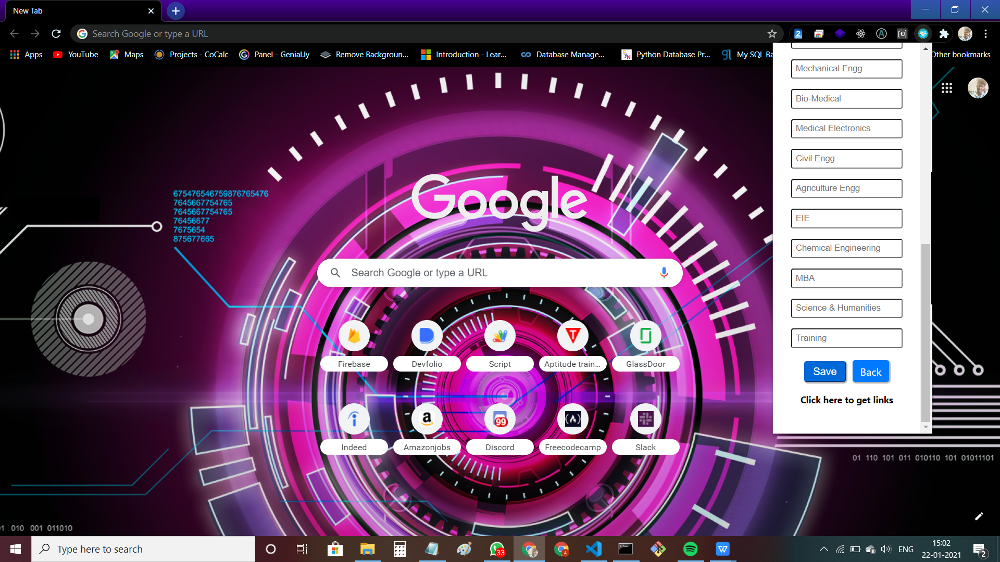 New Tab
Search Google or type a URL
2
Apps
YouTube
Maps
Projects - CoCalc
Panel - Genial.ly
Remove Backgroun...
Introduction - Lear...
Database Manage...
Python Database Pr...
My SQL Ba
Other bookmarks
Mechanical Engg
Bio-Medical
Medical Electronics
Civil Engg
Agriculture Engg
EIE
Chemical Engineering
MBA
Science & Humanities
Training
Save
Back
Click here to get links
675476546759876765476
7645667754765
7645667754765
76456677
7675654
875677665
Google
Search Google or type a URL
Firebase
Devfolio
Script
Aptitude train...
GlassDoor
99
Indeed
Amazonjobs
Discord
Freecodecamp
Slack
01 110 101 011 010110 101 01011101
1 010 001 011010
Type here to search
33
ENG
15:02
22-01-2021
2